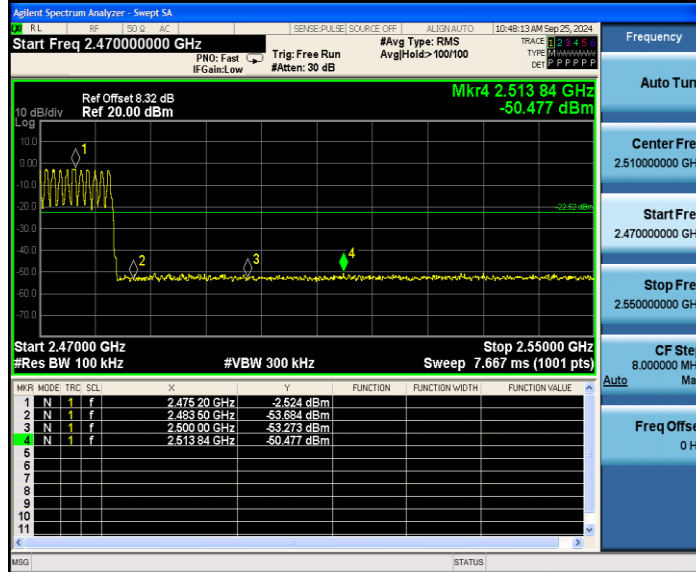 Agilent Spectrum Analyzer - Swept SA
RL RF 50 Ω AC SENSE:PULSE SOURCE OFF ALIGNAUTO 10:48:13 AM Sep 25, 2024
Start Freq 2.470000000 GHz
#Avg Type: RMS
TRACE 1 2 3 4 5 6
PNO: Fast Trig: Free Run Avg|Hold:> 100/100
TYPE M
IFGain:Low #Atten: 30 dB
DET P P P P P P
Mkr4 2.513 84 GHz
-50.477 dBm
Ref Offset 8.32 dB
10 dB/div Ref 20.00 dBm
Log
10.0
0.00
-10.0
-20.0
-30.0
-40.0
-50.0
-60.0
-70.0
1
2
3
4
-22.52 dBm
Start 2.47000 GHz Stop 2.55000 GHz
#Res BW 100 kHz #VBW 300 kHz Sweep 7.667 ms (1001 pts)
MKR MODE TRC SCL X Y FUNCTION FUNCTION WIDTH FUNCTION VALUE
1 N 1 f 2.475 20 GHz -2.524 dBm
2 N 1 f 2.483 50 GHz -53.684 dBm
3 N 1 f 2.500 00 GHz -53.273 dBm
4 N 1 f 2.513 84 GHz -50.477 dBm
5
6
7
8
9
10
11
MSG STATUS
Frequency
Auto Tun
Center Fre
2.510000000 GH
Start Fre
2.470000000 GH
Stop Fre
2.550000000 GH
CF Ste
8.000000 MH
Auto Ma
Freq Offse
0 H